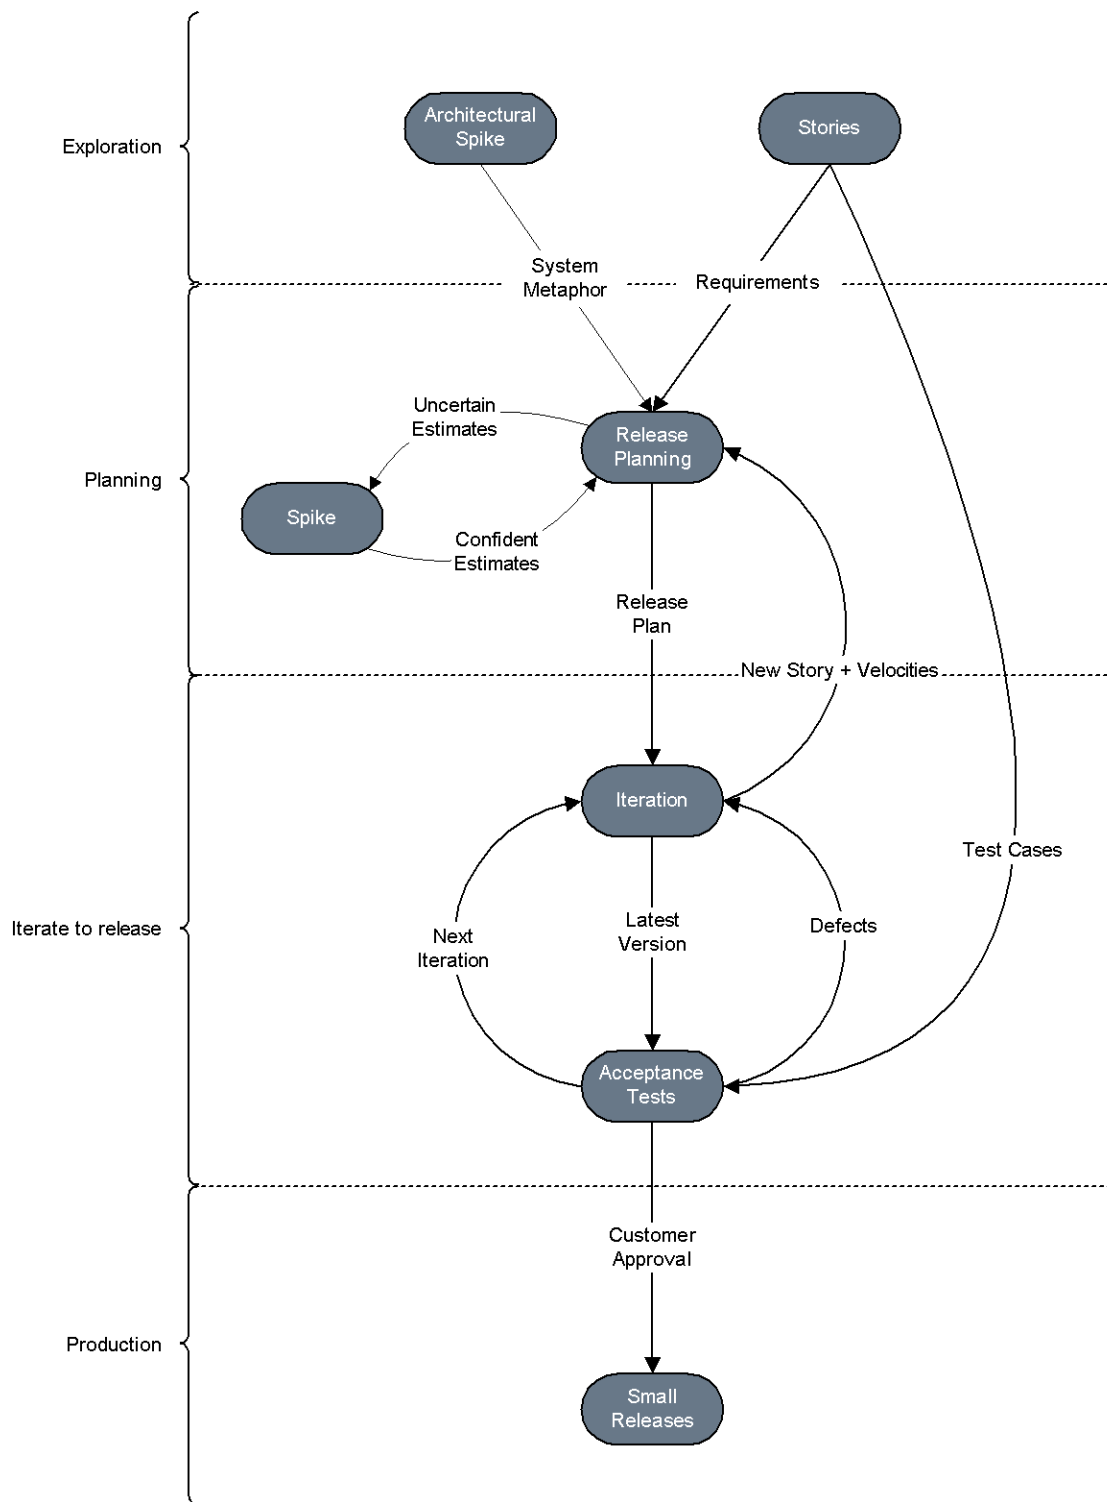 Architectural
Spike
Stories
Exploration
System
Metaphor
Requirements
Uncertain
Estimates
Release
Planning
Planning
Spike
Confident
Estimates
Release
Plan
New Story + Velocities
Iteration
Test Cases
Iterate to release
Next
Iteration
Latest
Version
Defects
Acceptance
Tests
Customer
Approval
Production
Small
Releases